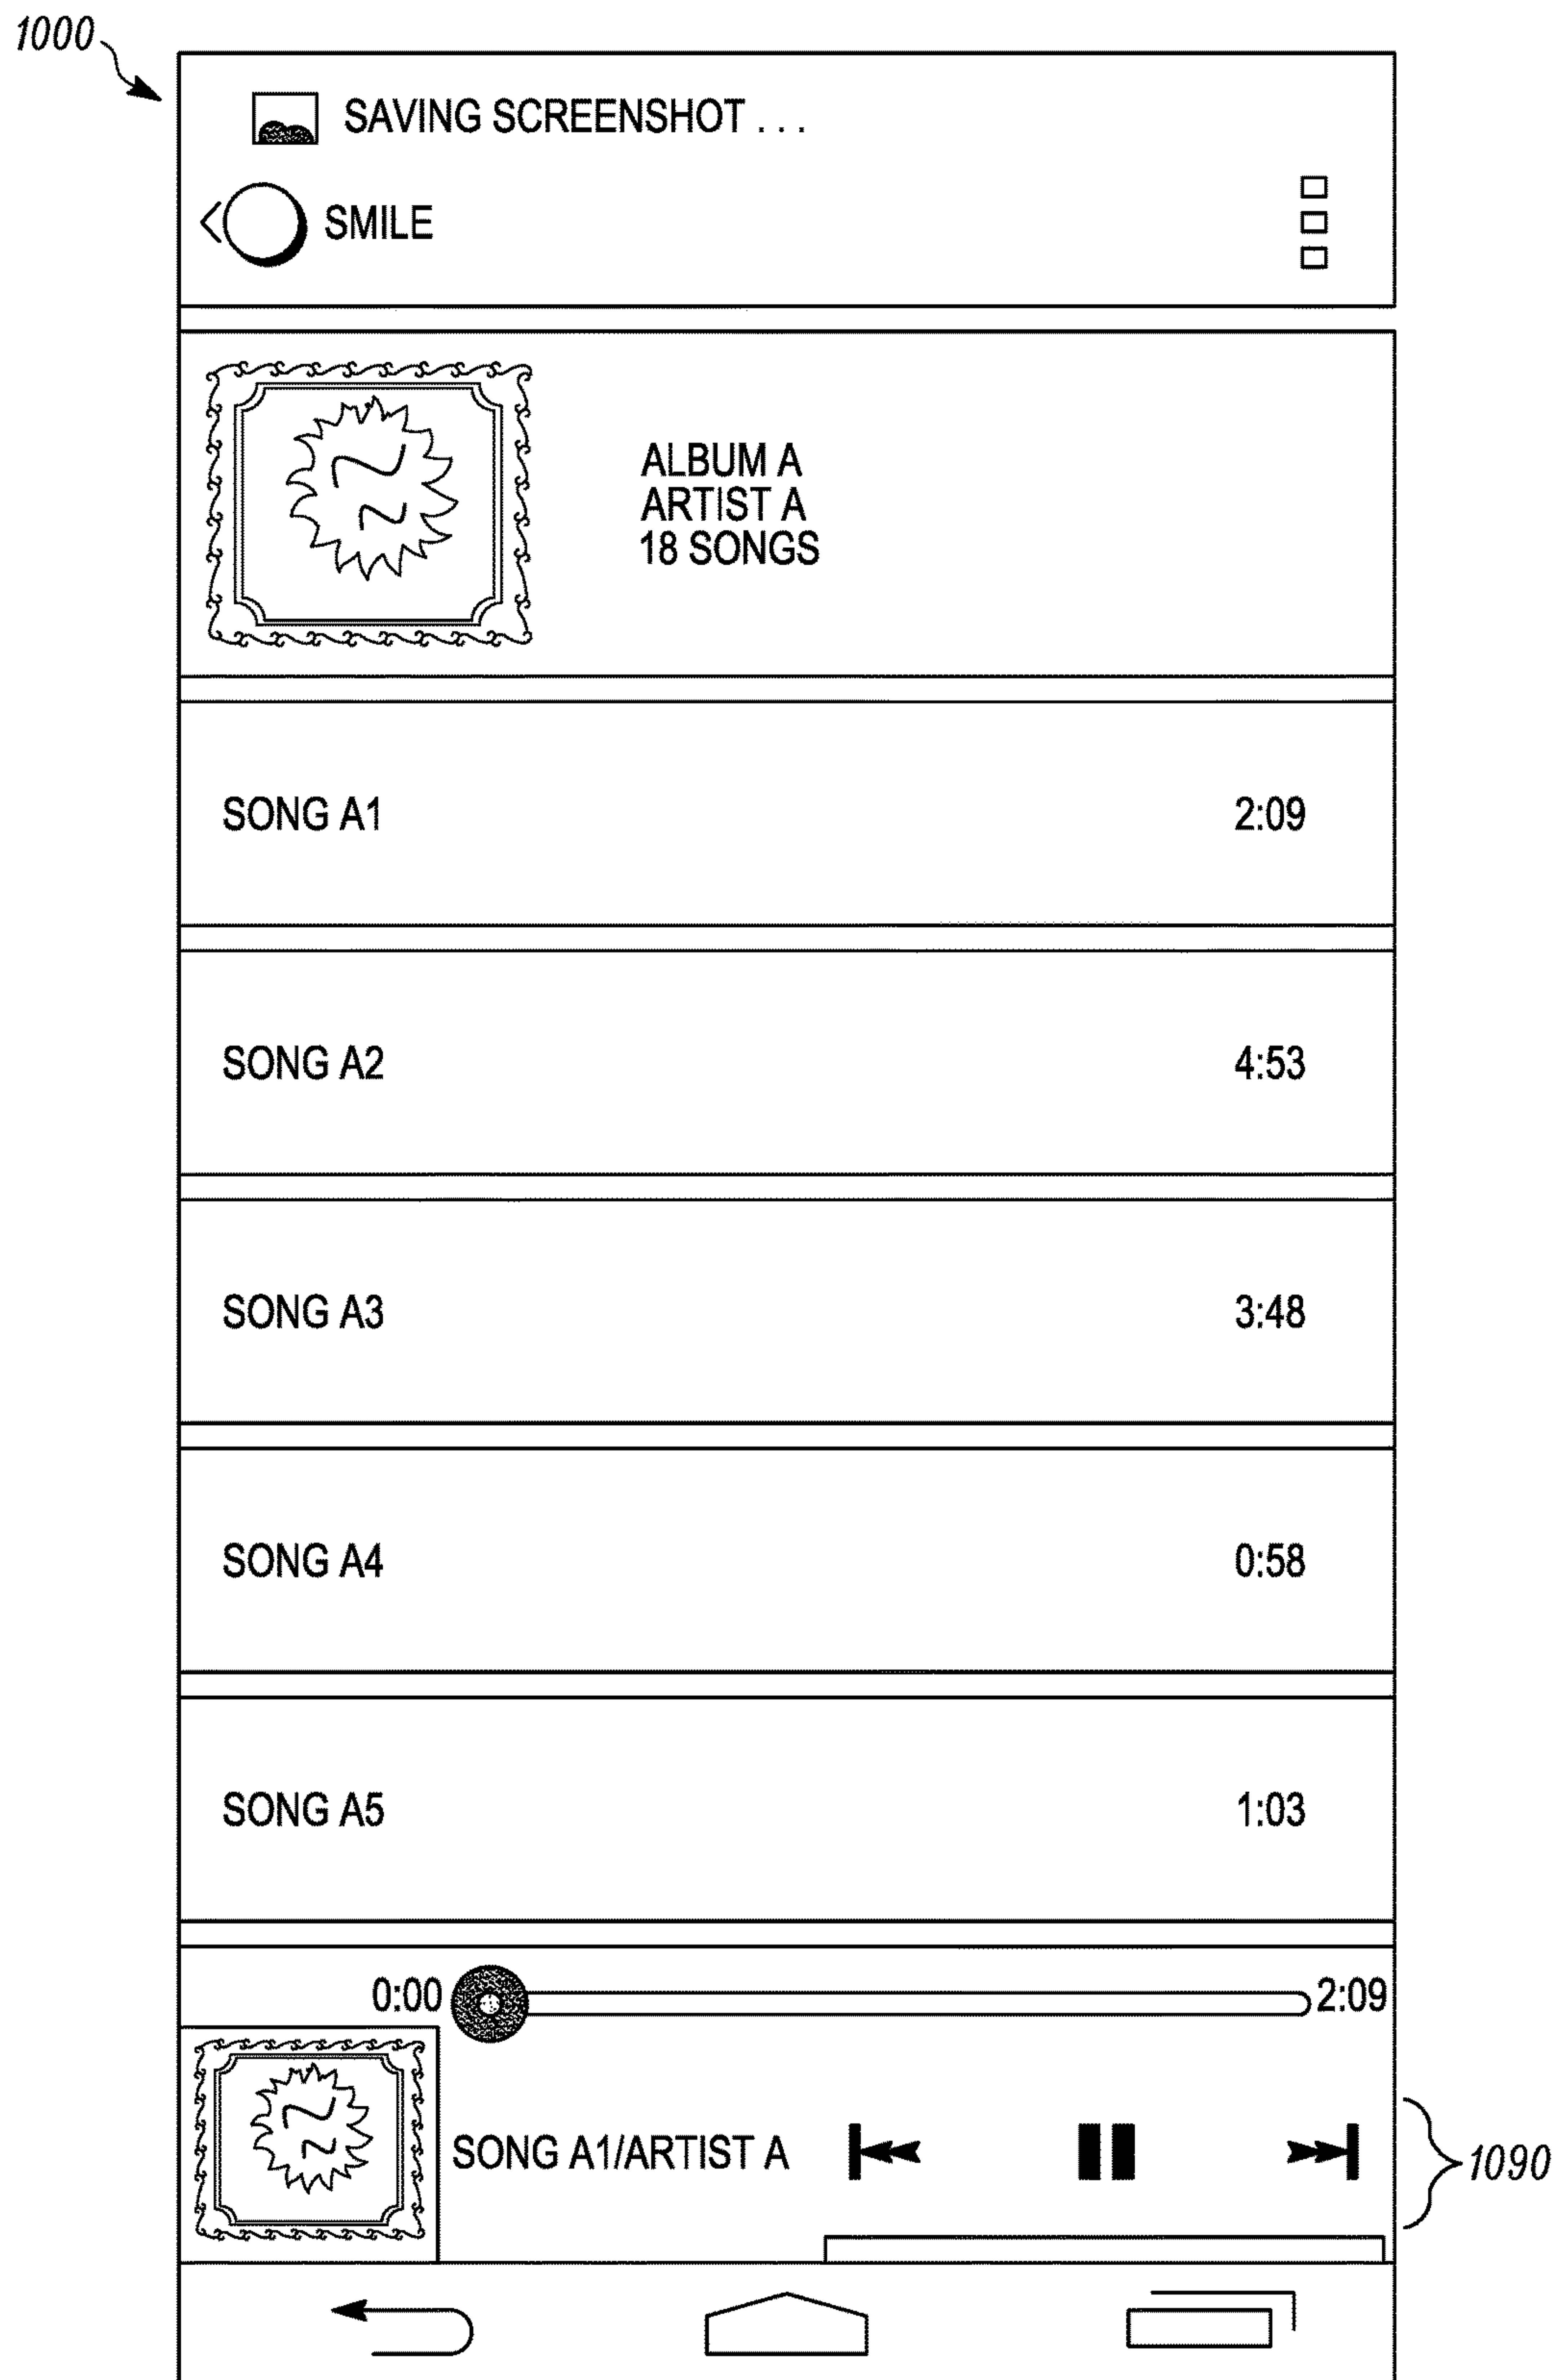 1000
SAVING SCREENSHOT . . .
SMILE
ALBUM A
ARTIST A
18 SONGS
SONG A1 2:09
SONG A2 4:53
SONG A3 3:48
SONG A4 0:58
SONG A5 1:03
0:00 2:09
SONG A1/ARTIST A
1090